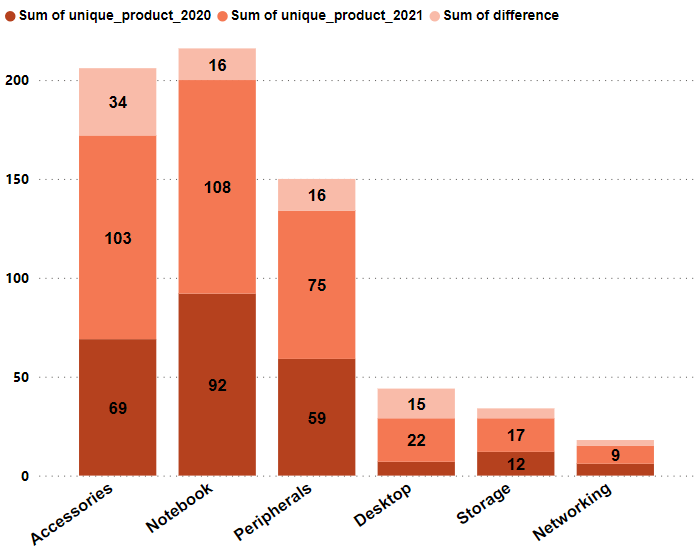 Sum of unique_product_2020 Sum of unique_product_2021 Sum of difference
200
150
100
50
0
34
103
69
16
108
92
16
75
59
15
22
17
12
9
Accessories
Notebook
Peripherals
Desktop
Storage
Networking